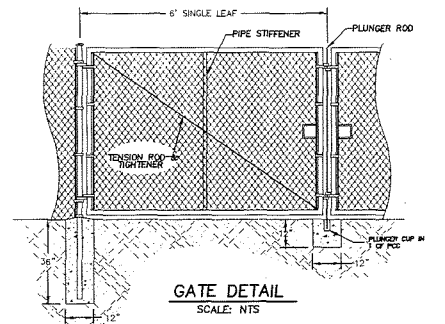 6' SINGLE LEAF
PLUNGER ROD
PIPE STIFFENER
TENSION ROD &
TIGHTENER
PLUNGER CUP IN
1 CF PCC
36"
12"
12"
12"
GATE DETAIL
SCALE: NTS